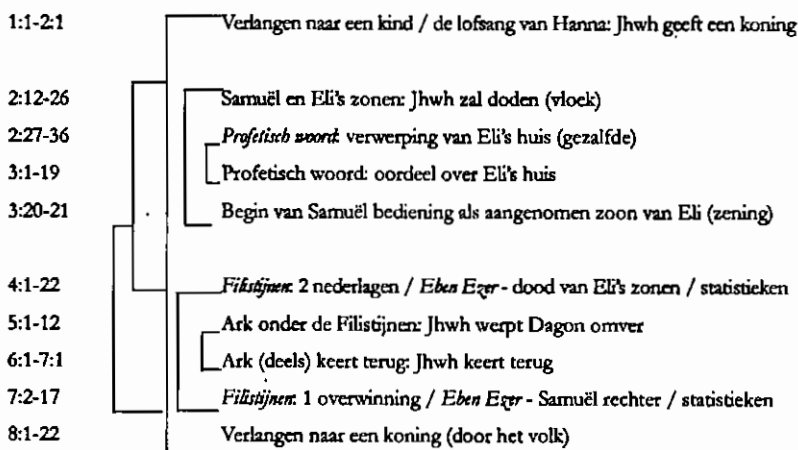 1:1-2:1 Verlangen naar een kind / de lofsang van Hanna: Jhwh geeft een koning
2:12-26 Samuël en Eli's zonen: Jhwh zal doden (vloek)
2:27-36 Profetisch woord: verwerping van Eli's huis (gezalfde)
3:1-19 Profetisch woord: oordeel over Eli's huis
3:20-21 Begin van Samuël bediening als aangenomen zoon van Eli (zening)
4:1-22 Filistijnen: 2 nederlagen / Eben Ezer - dood van Eli's zonen / statistieken
5:1-12 Ark onder de Filistijnen: Jhwh werpt Dagon omver
6:1-7:1 Ark (deels) keert terug: Jhwh keert terug
7:2-17 Filistijnen: 1 overwinning / Eben Ezer - Samuël rechter / statistieken
8:1-22 Verlangen naar een koning (door het volk)